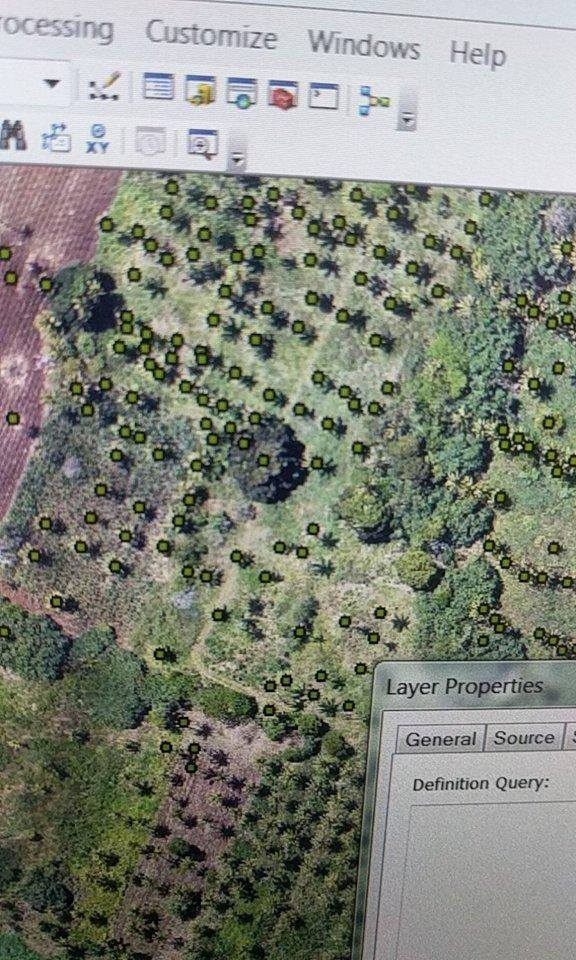 rocessing Customize Windows Help
XY
Layer Properties
General Source S
Definition Query: